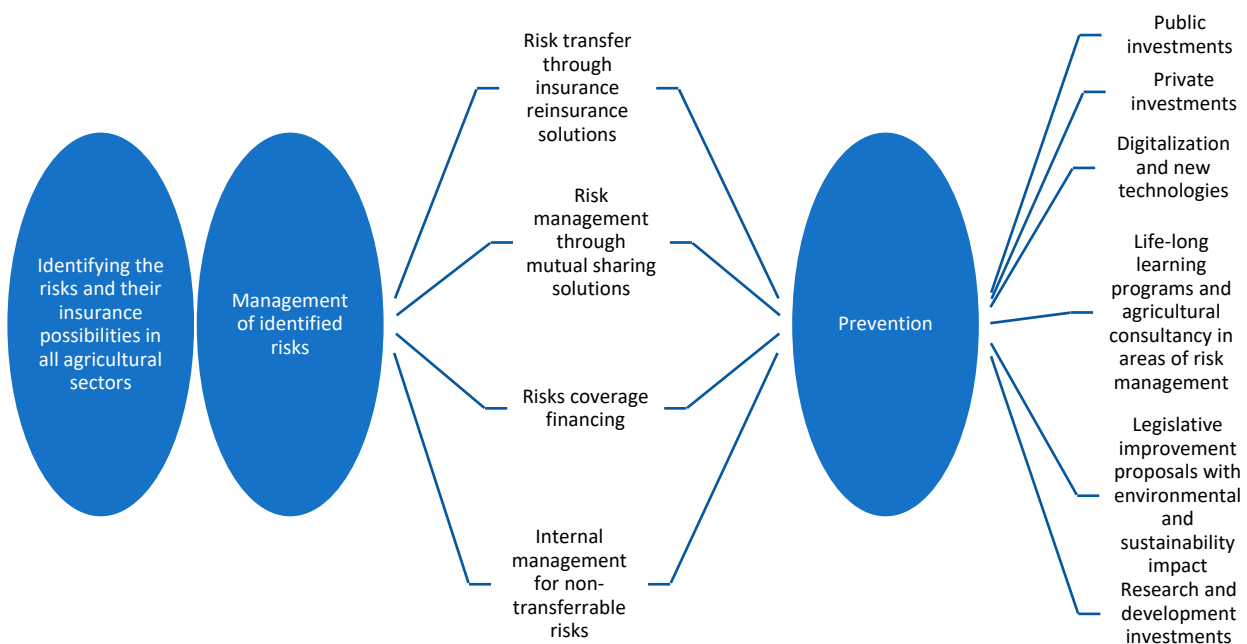 Identifying the
risks and their
insurance
possibilities in
all agricultural
sectors
Management
of identified
risks
Risk transfer
through
insurance
reinsurance
solutions
Risk
management
through
mutual sharing
solutions
Risks coverage
financing
Internal
management
for non-
transferrable
risks
Prevention
Public
investments
Private
investments
Digitalization
and new
technologies
Life-long
learning
programs and
agricultural
consultancy in
areas of risk
management
Legislative
improvement
proposals with
environmental
and
sustainability
impact
Research and
development
investments